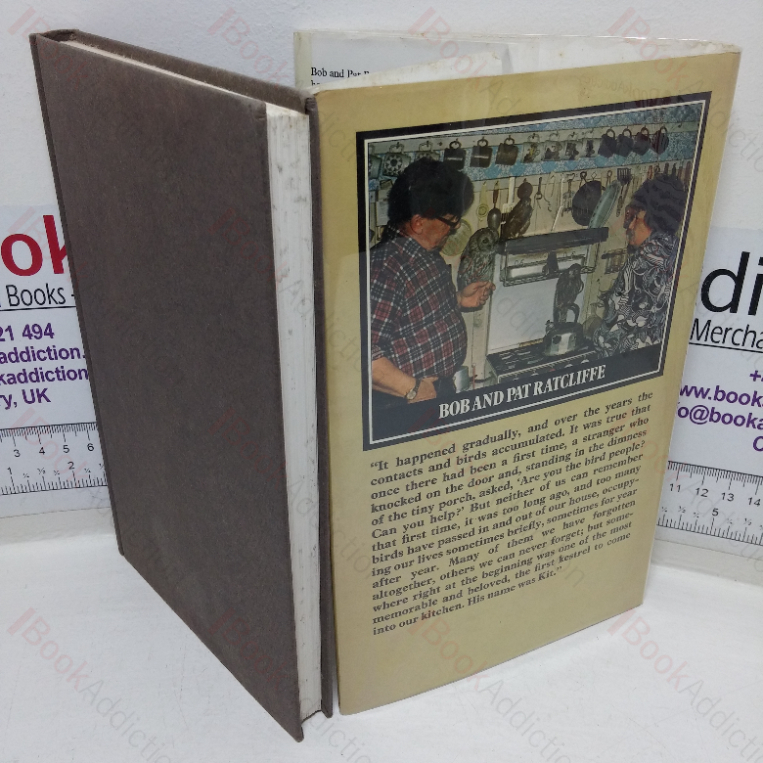 Bob and Pat
BOB AND PAT RATCLIFFE
“It happened gradually, and over the years the
contacts and birds accumulated. It was true that
once there had been a first time, a stranger who
knocked on the door and, standing in the dimness
of the tiny porch, asked, ‘Are you the bird people?
Can you help?’ But neither of us can remember
that first time, it was too long ago, and too many
birds have passed in and out of our house, occupy-
ing our lives sometimes briefly, sometimes for year
after year. Many of them we have forgotten
altogether, others we can never forget; but some-
where right at the beginning was one of the most
memorable and beloved, the first kestrel to come
into our kitchen. His name was Kit.”
ok
Books -
21 494
addiction.
kaddiction
ry, UK
3 4 5 6
di
Mercha
www.booka
o@booka
11 12 13 14
BookAddiction